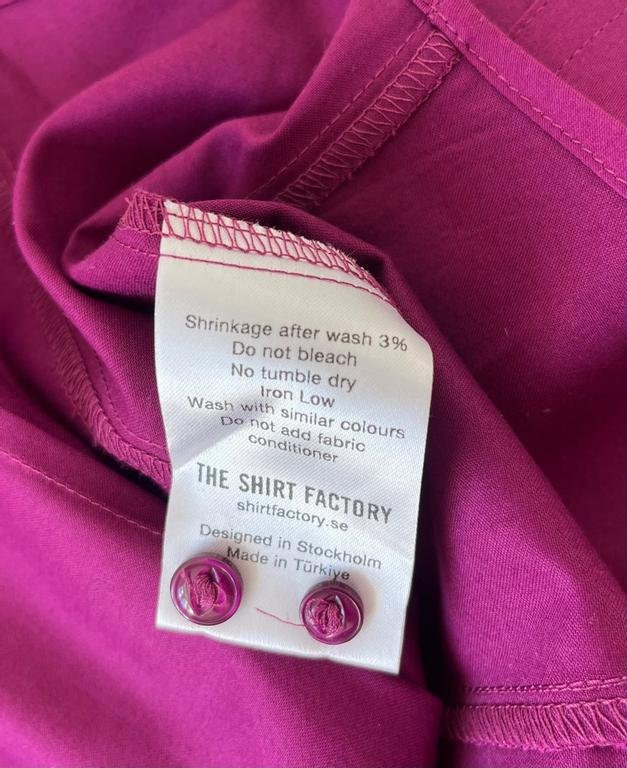 Shrinkage after wash 3%
Do not bleach
No tumble dry
Iron Low
Wash with similar colours
Do not add fabric
conditioner
THE SHIRT FACTORY
shirtfactory.se
Designed in Stockholm
Made in Türkiye